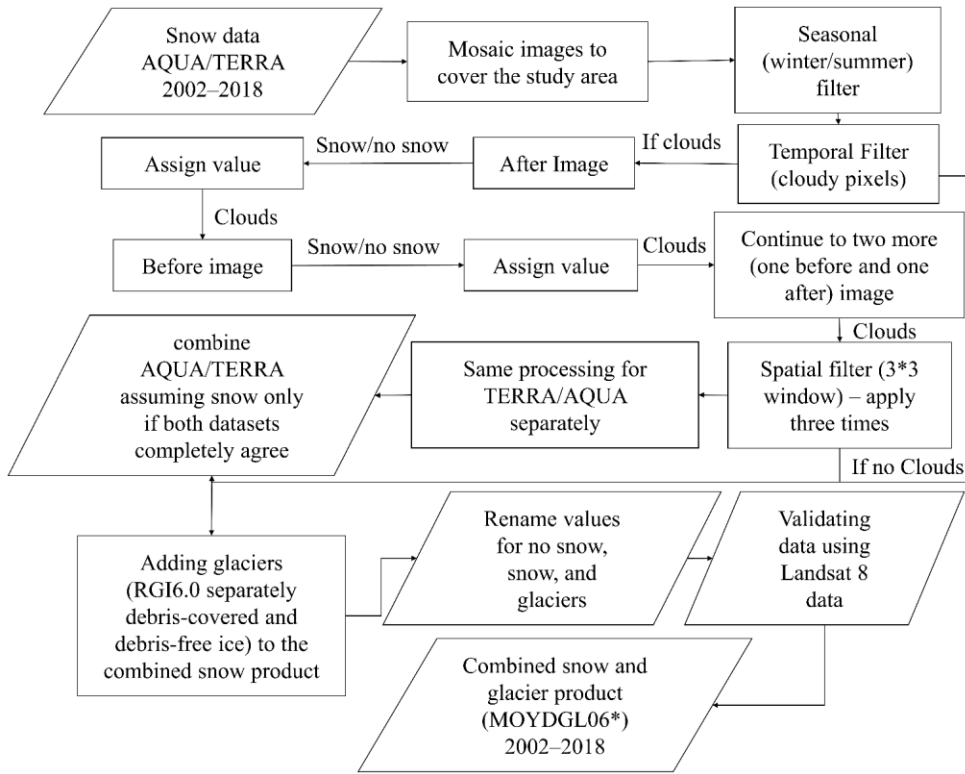 Snow data
AQUA/TERRA
2002–2018
Mosaic images to
cover the study area
Seasonal
(winter/summer)
filter
Temporal Filter
(cloudy pixels)
If clouds
After Image
Snow/no snow
Assign value
Clouds
Before image
Snow/no snow
Assign value
Clouds
Continue to two more
(one before and one
after) image
Clouds
Spatial filter (3*3
window) – apply
three times
Same processing for
TERRA/AQUA
separately
combine
AQUA/TERRA
assuming snow only
if both datasets
completely agree
If no Clouds
Adding glaciers
(RGI6.0 separately
debris-covered and
debris-free ice) to the
combined snow product
Rename values
for no snow,
snow, and
glaciers
Validating
data using
Landsat 8
data
Combined snow and
glacier product
(MOYDGL06*)
2002–2018